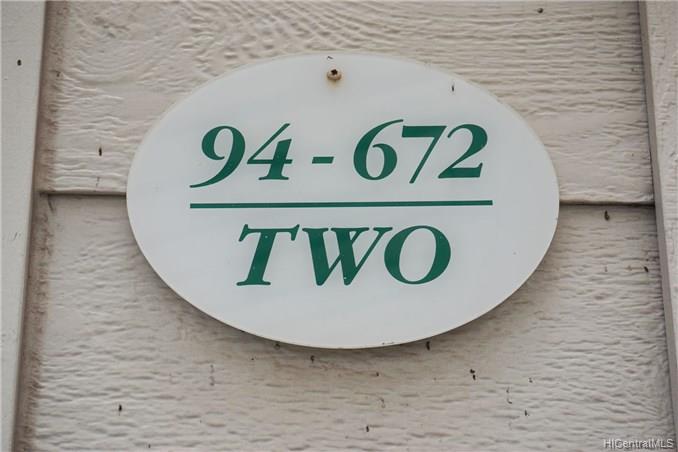 94 - 672
TWO
HICentralMLS